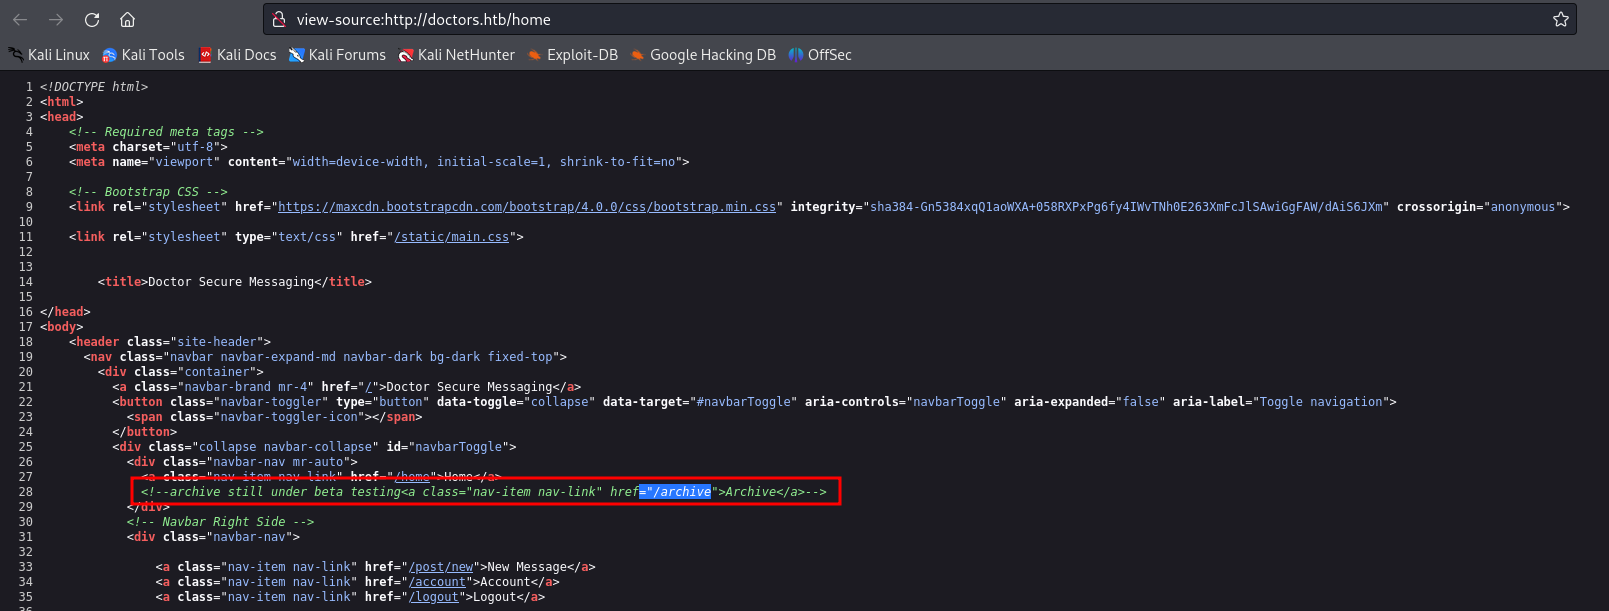 view-source:http://doctors.htb/home
Kali Linux Kali Tools Kali Docs Kali Forums Kali NetHunter Exploit-DB Google Hacking DB OffSec
1 <!DOCTYPE html>
2 <html>
3 <head>
4 <!-- Required meta tags -->
5 <meta charset="utf-8">
6 <meta name="viewport" content="width=device-width, initial-scale=1, shrink-to-fit=no">
7
8 <!-- Bootstrap CSS -->
9 <link rel="stylesheet" href="https://maxcdn.bootstrapcdn.com/bootstrap/4.0.0/css/bootstrap.min.css" integrity="sha384-Gn5384xqQ1aoWXA+058RXPxPg6fy4IWvTNh0E263XmFcJlSAwiGgFAW/dAiS6JXm" crossorigin="anonymous">
10
11 <link rel="stylesheet" type="text/css" href="/static/main.css">
12
13
14 <title>Doctor Secure Messaging</title>
15
16 </head>
17 <body>
18 <header class="site-header">
19 <nav class="navbar navbar-expand-md navbar-dark bg-dark fixed-top">
20 <div class="container">
21 <a class="navbar-brand mr-4" href="/">Doctor Secure Messaging</a>
22 <button class="navbar-toggler" type="button" data-toggle="collapse" data-target="#navbarToggle" aria-controls="navbarToggle" aria-expanded="false" aria-label="Toggle navigation">
23 <span class="navbar-toggler-icon"></span>
24 </button>
25 <div class="collapse navbar-collapse" id="navbarToggle">
26 <div class="navbar-nav mr-auto">
27 <a class="nav-item nav-link" href="/home">Home</a>
28 <!--archive still under beta testing<a class="nav-item nav-link" href="/archive">Archive</a>-->
29 </div>
30 <!-- Navbar Right Side -->
31 <div class="navbar-nav">
32
33 <a class="nav-item nav-link" href="/post/new">New Message</a>
34 <a class="nav-item nav-link" href="/account">Account</a>
35 <a class="nav-item nav-link" href="/logout">Logout</a>